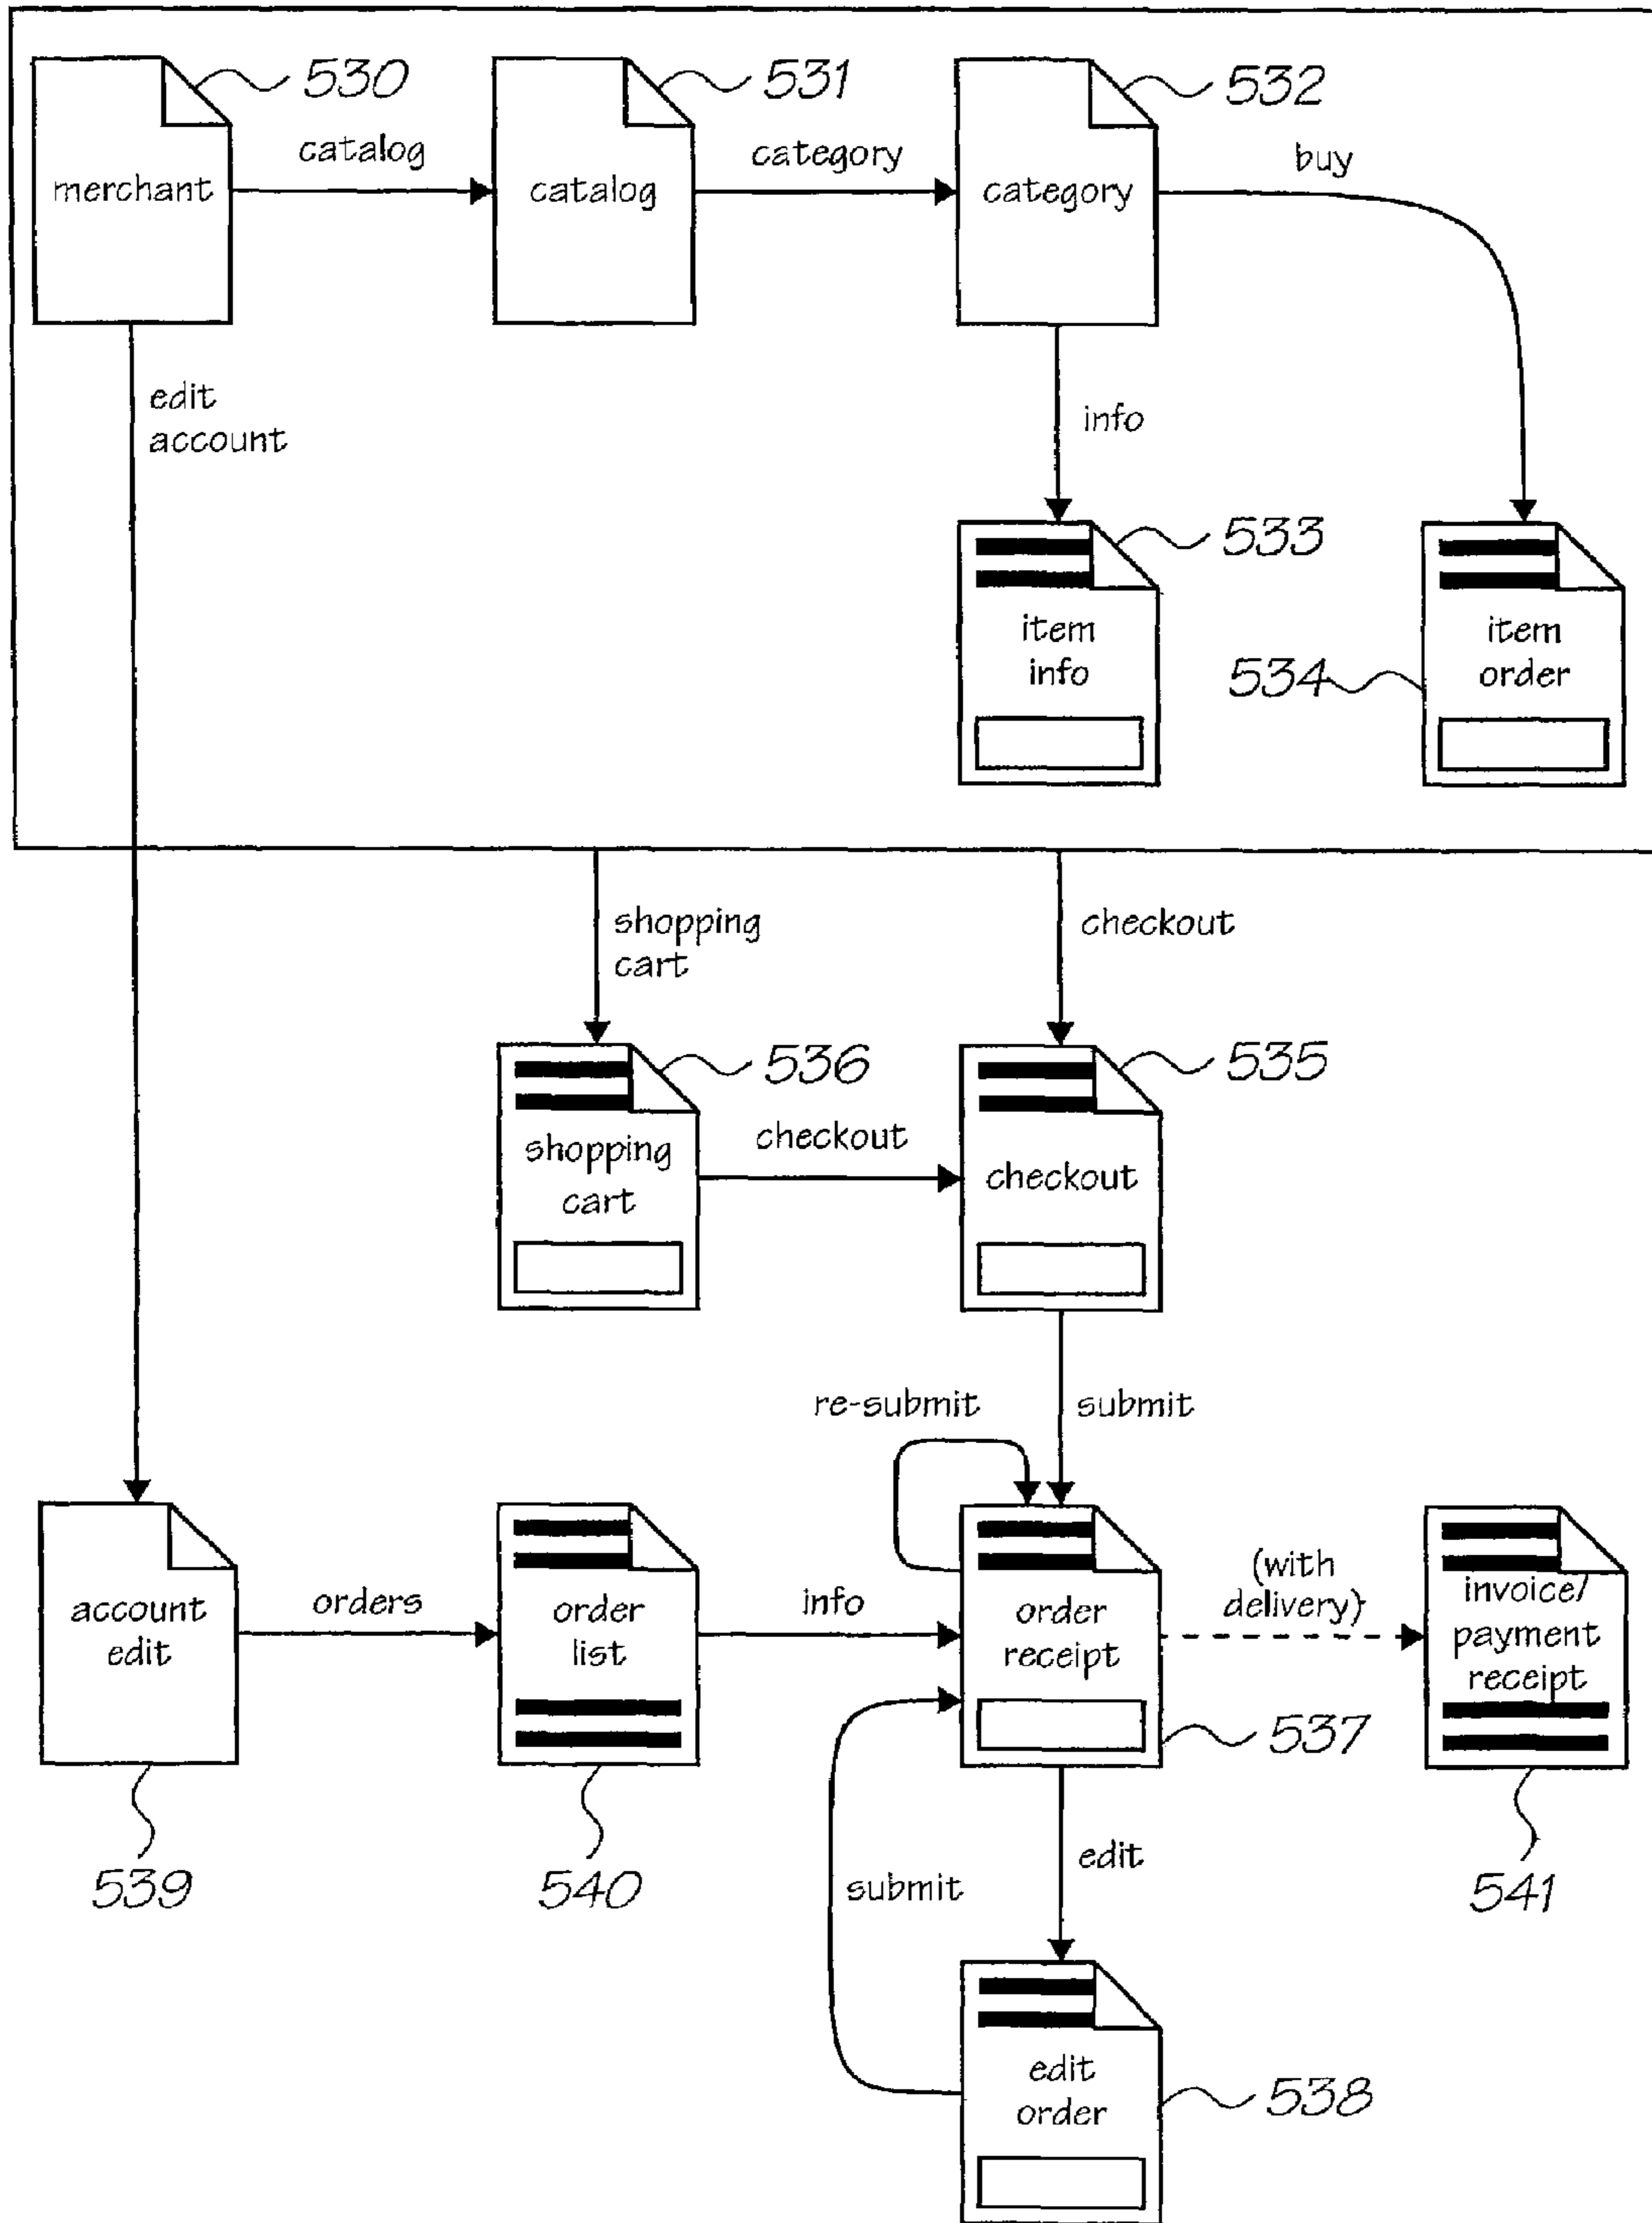 530
531
532
catalog
category
buy
merchant
catalog
category
edit
account
info
533
item
info
item
order
534
shopping
cart
checkout
536
535
shopping
cart
checkout
checkout
re-submit
submit
account
edit
orders
order
list
info
order
receipt
(with
delivery)
invoice/
payment
receipt
537
539
540
submit
edit
541
edit
order
538